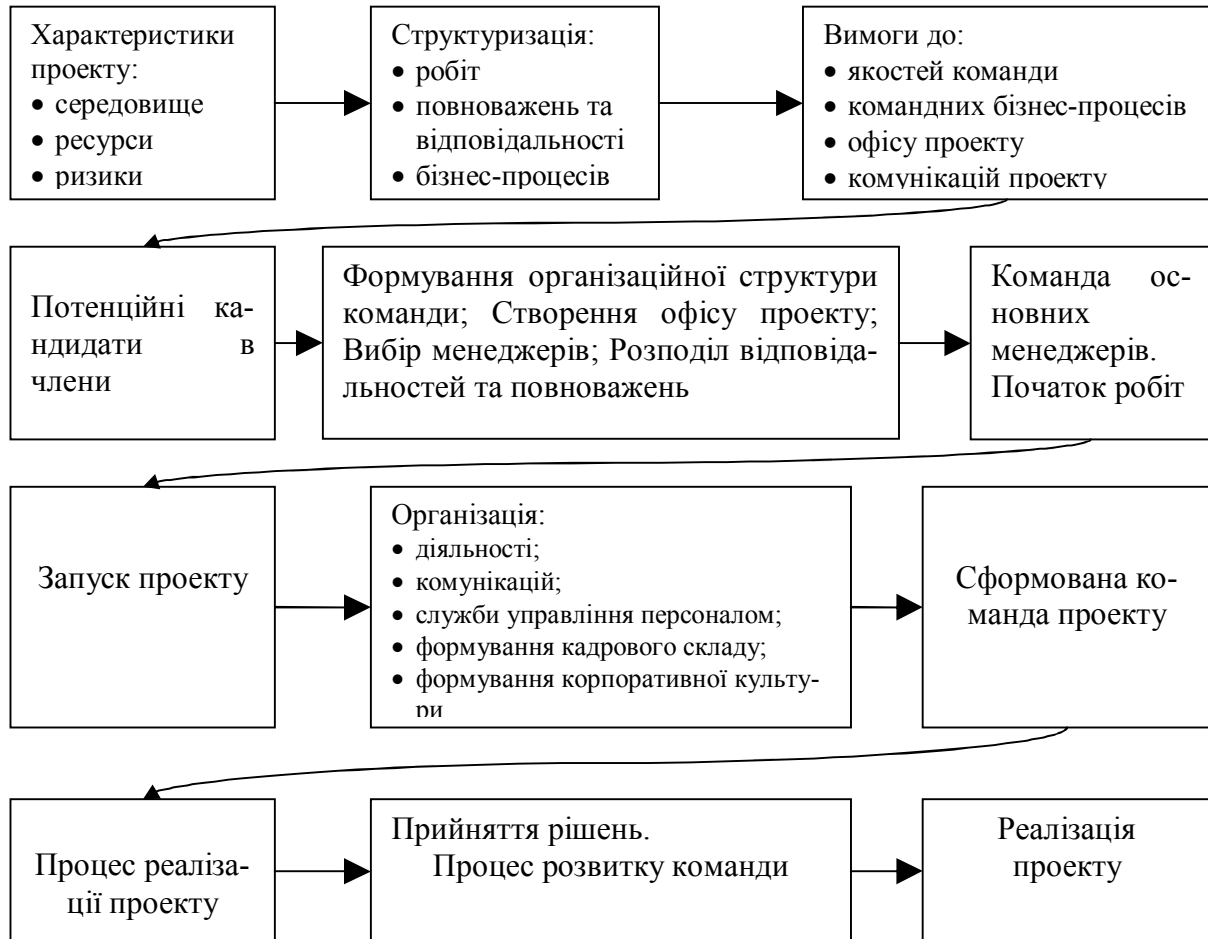 Характеристики
проекту:
• середовище
• ресурси
• ризики
Структуризація:
• робіт
• повноважень та
відповідальності
• бізнес-процесів
Вимоги до:
• якостей команди
• командних бізнес-процесів
• офісу проекту
• комунікацій проекту
Потенційні ка-
ндидати в
члени
Формування організаційної структури
команди; Створення офісу проекту;
Вибір менеджерів; Розподіл відповіда-
льностей та повноважень
Команда ос-
новних
менеджерів.
Початок робіт
Запуск проекту
Організація:
• діяльності;
• комунікацій;
• служби управління персоналом;
• формування кадрового складу;
• формування корпоративної культу-
ри
Сформована ко-
манда проекту
Процес реаліза-
ції проекту
Прийняття рішень.
Процес розвитку команди
Реалізація
проекту